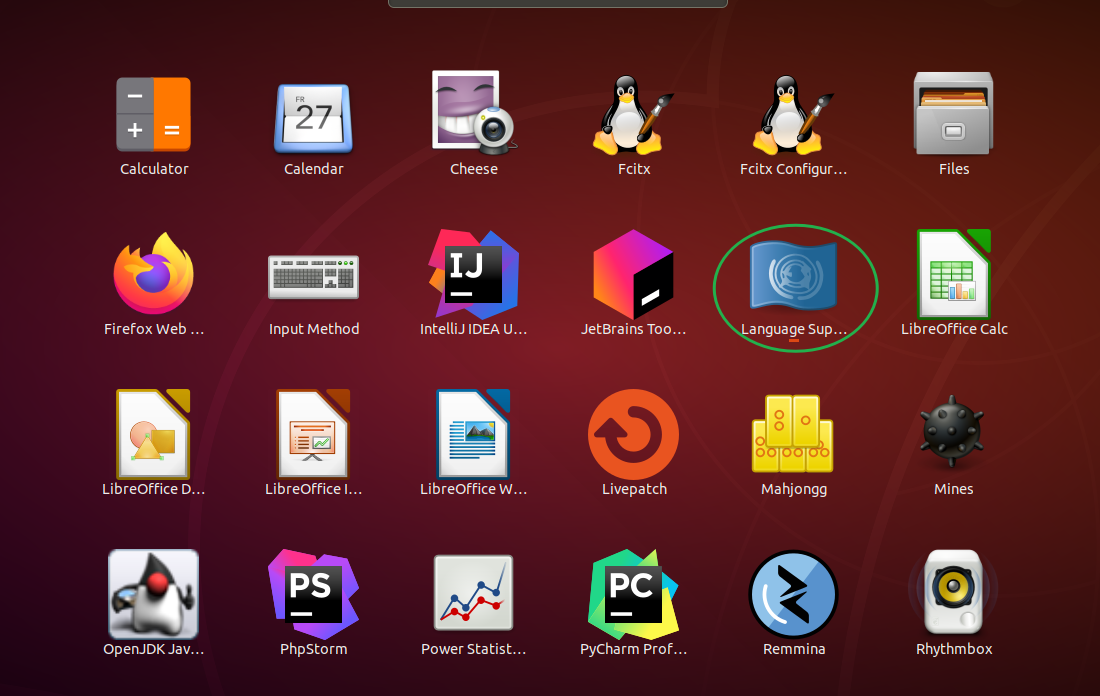 Calculator
FR
27
Calendar
Cheese
Fcitx
Fcitx Configur...
Files
Firefox Web ...
Input Method
IJ
IntelliJ IDEA U...
JetBrains Too...
Language Sup...
LibreOffice Calc
LibreOffice D...
LibreOffice I...
LibreOffice W...
Livepatch
Mahjongg
Mines
OpenJDK Jav...
PS
PhpStorm
Power Statist...
PC
PyCharm Prof...
Remmina
Rhythmbox